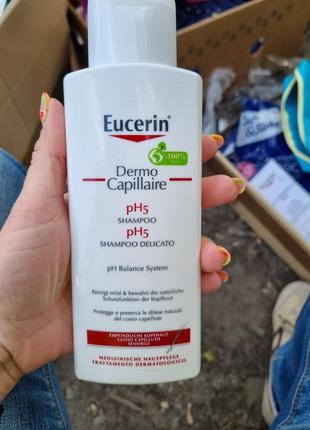 Eucerin®
-100%
Dermo
Capillaire
pH5
SHAMPOO
pH5
SHAMPOO DELICATO
pH Balance System
Reinigt mild & bewahrt die natürliche
Schutzfunktion der Kopfhaut
Protegge e preserva le difese naturali
del cuoio capelluto
EMPFINDLICHE KOPFHAUT
CUOIO CAPELLUTO
SENSIBILE
MEDIZINISCHE HAUTPFLEGE
TRATTAMENTO DERMATOLOGICO